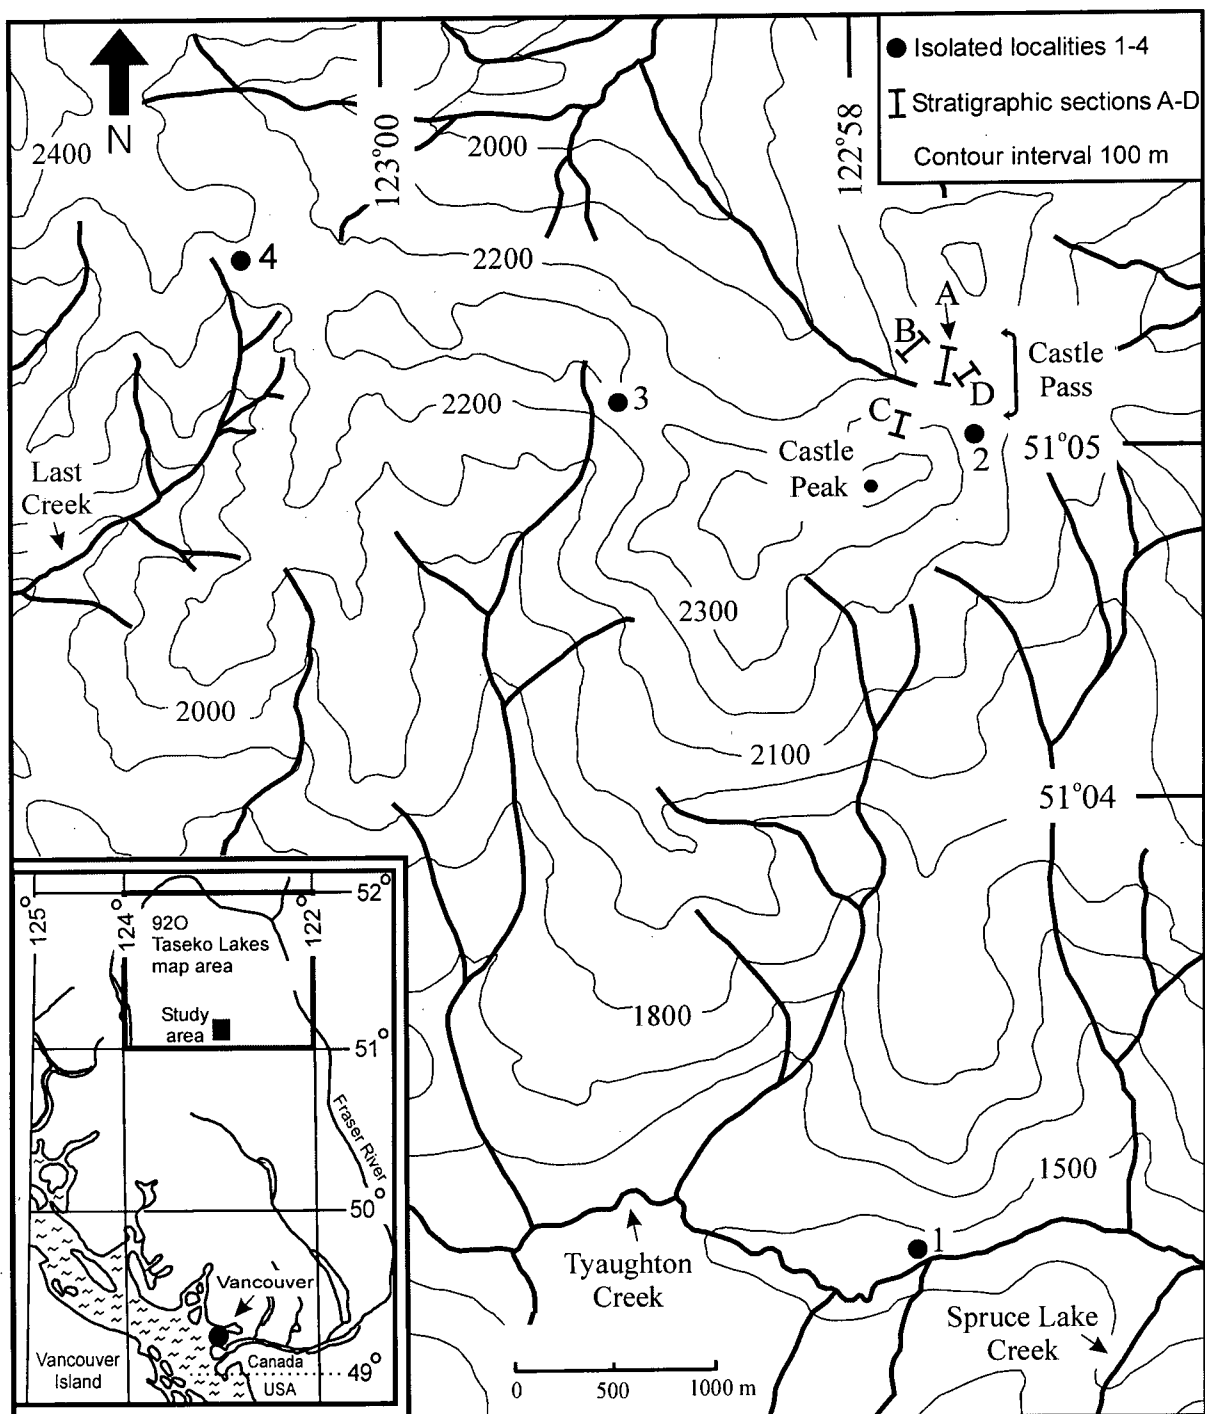 Isolated localities 1-4
Stratigraphic sections A-D
Contour interval 100 m
N
2400
123°00
2000
122°58
4
2200
A
B
Castle
Pass
D
3
2200
C
2
51°05
Castle
Peak
Last
Creek
2300
2000
2100
51°04
1800
1500
1
Tyaughton
Creek
Spruce Lake
Creek
0
500
1000 m
125°
124°
122°
52°
92O
Taseko Lakes
map area
Study
area
51°
Fraser River
50°
Vancouver
Vancouver
Island
Canada
USA
49°